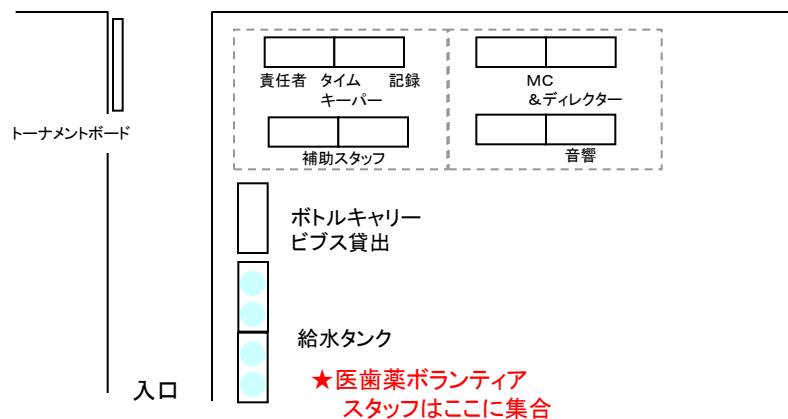 責任者 タイム 記録
キーパー
MC
&ディレクター
トーナメントボード
補助スタッフ
音響
ボトルキャリー
ビブス貸出
給水タンク
入口
★医歯薬ボランティア
スタッフはここに集合